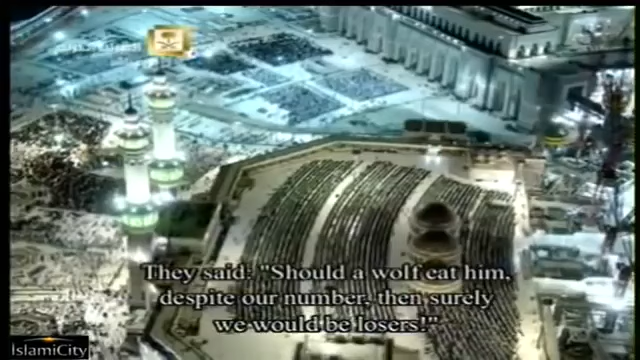 They said: "Should a wolf eat him,
despite our number, then surely
we would be losers!"
IslamiCity